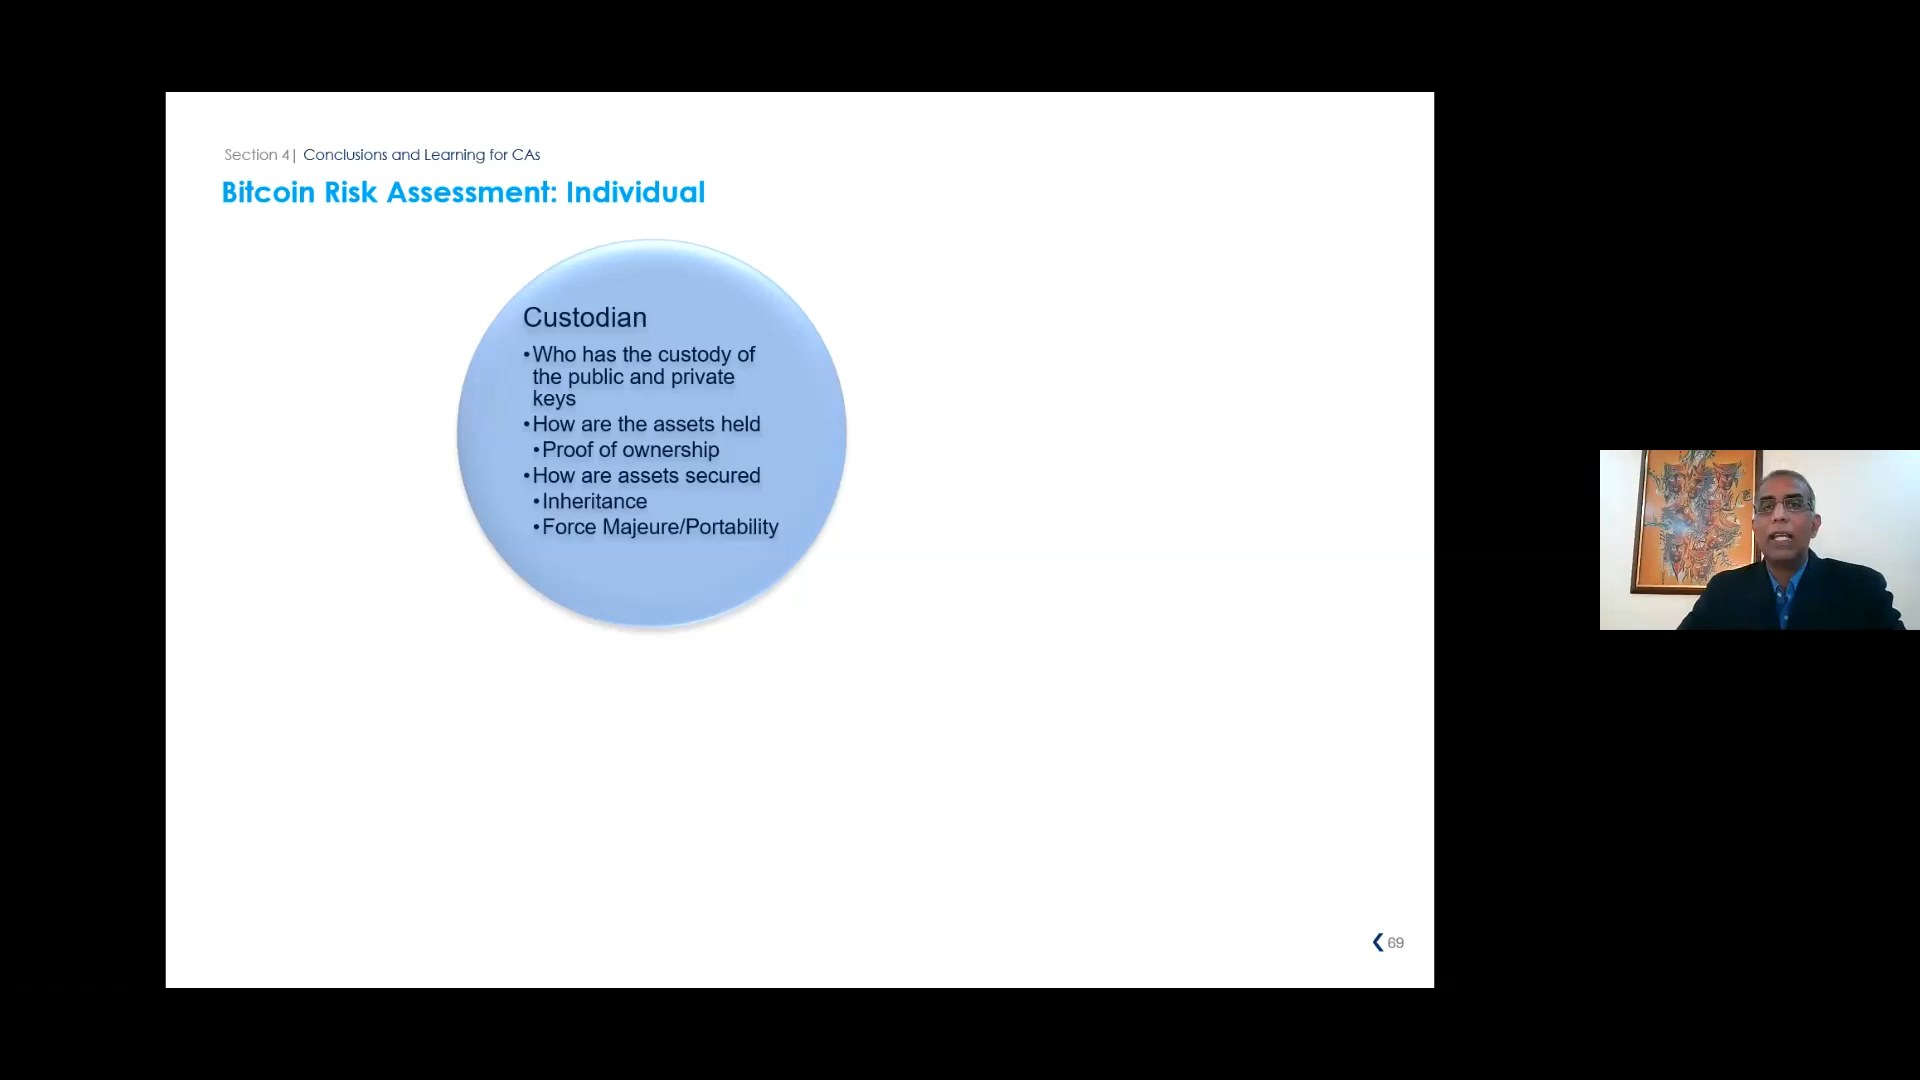 Section 4| Conclusions and Learning for CAs
Bitcoin Risk Assessment: Individual
Custodian
•Who has the custody of
the public and private
keys
•How are the assets held
•Proof of ownership
•How are assets secured
•Inheritance
•Force Majeure/Portability
69